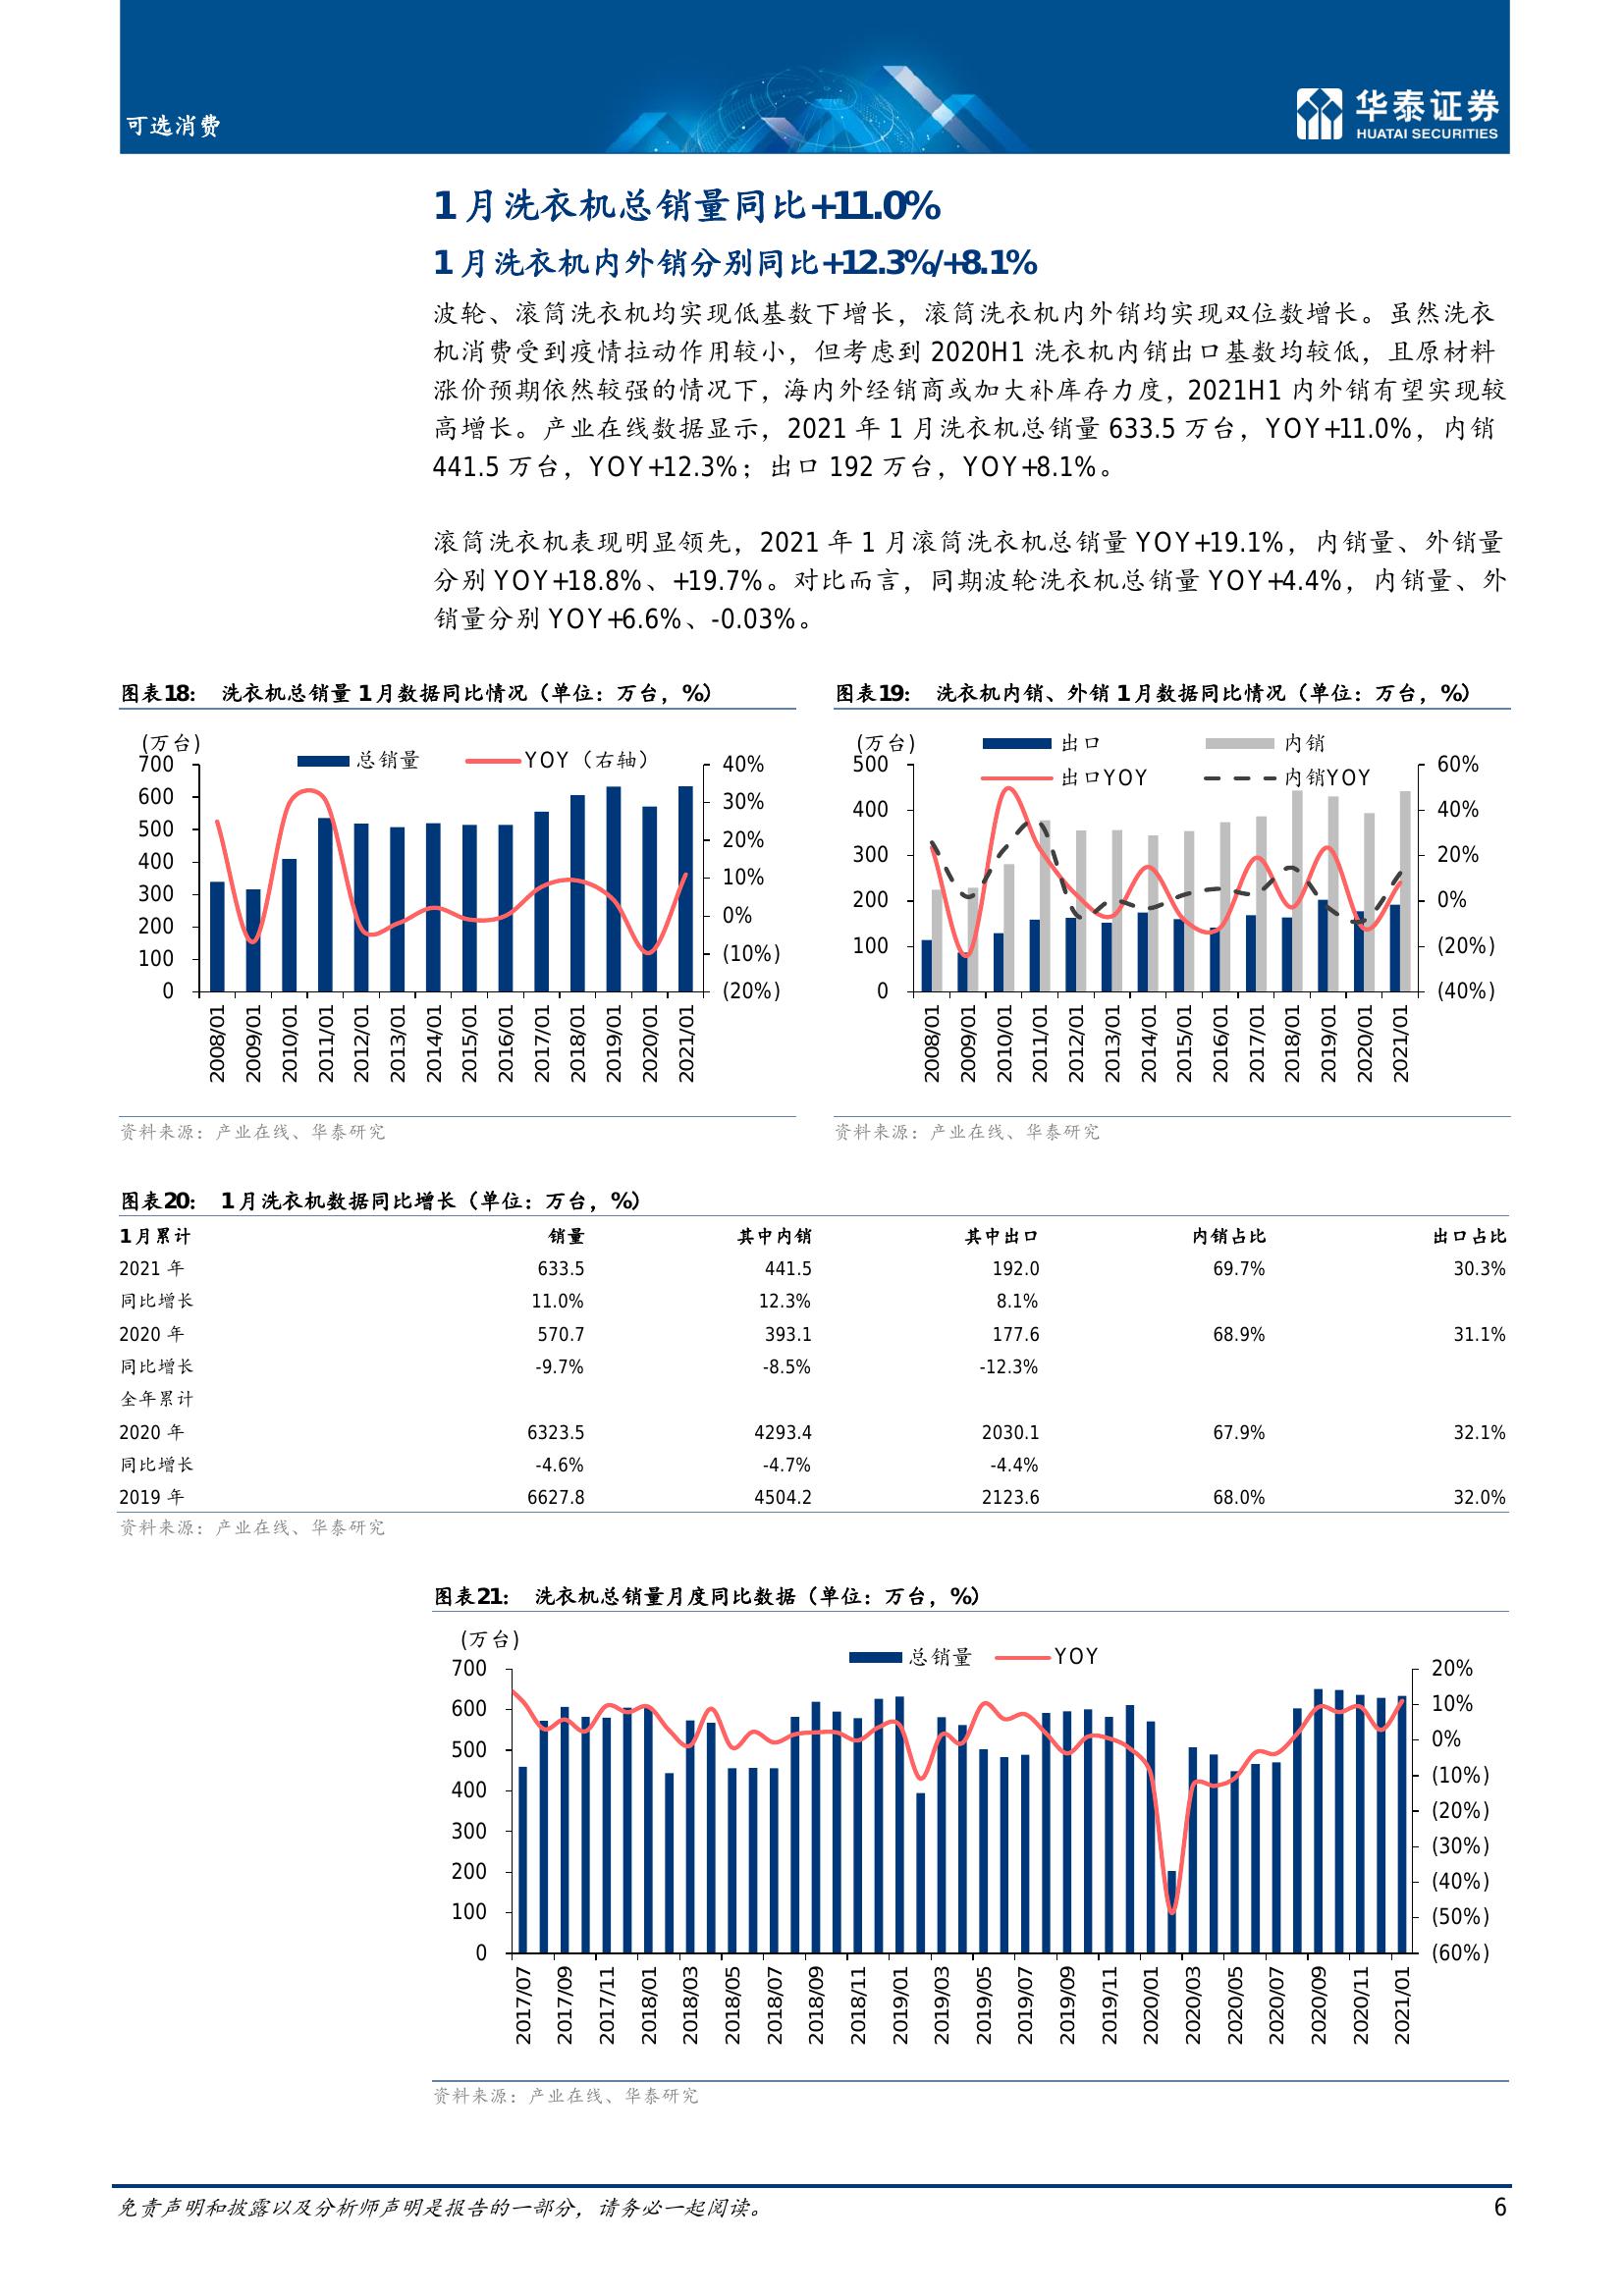 可选消费
华泰证券
HUATAI SECURITIES
1 月洗衣机总销量同比+11.0%
1 月洗衣机内外销分别同比+12.3%/+8.1%
波轮、滚筒洗衣机均实现低基数下增长，滚筒洗衣机内外销均实现双位数增长。虽然洗衣
机消费受到疫情拉动作用较小，但考虑到 2020H1 洗衣机内销出口基数均较低，且原材料
涨价预期依然较强的情况下，海内外经销商或加大补库存力度，2021H1 内外销有望实现较
高增长。产业在线数据显示，2021 年 1 月洗衣机总销量 633.5 万台，YOY+11.0%，内销
441.5 万台，YOY+12.3%；出口 192 万台，YOY+8.1%。
滚筒洗衣机表现明显领先，2021 年 1 月滚筒洗衣机总销量 YOY+19.1%，内销量、外销量
分别 YOY+18.8%、+19.7%。对比而言，同期波轮洗衣机总销量 YOY+4.4%，内销量、外
销量分别 YOY+6.6%、-0.03%。
图表18： 洗衣机总销量 1 月数据同比情况（单位：万台，%）
(万台)
总销量 YOY（右轴）
700 40%
600 30%
500 20%
400 10%
300 0%
200 (10%)
100 (20%)
0
2008/01 2009/01 2010/01 2011/01 2012/01 2013/01 2014/01 2015/01 2016/01 2017/01 2018/01 2019/01 2020/01 2021/01
资料来源：产业在线、华泰研究
图表19： 洗衣机内销、外销 1 月数据同比情况（单位：万台，%）
(万台)
出口 内销
出口YOY 内销YOY
500 60%
400 40%
300 20%
200 0%
100 (20%)
0 (40%)
2008/01 2009/01 2010/01 2011/01 2012/01 2013/01 2014/01 2015/01 2016/01 2017/01 2018/01 2019/01 2020/01 2021/01
资料来源：产业在线、华泰研究
图表20： 1 月洗衣机数据同比增长（单位：万台，%）
1 月累计 销量 其中内销 其中出口 内销占比 出口占比
2021 年 633.5 441.5 192.0 69.7% 30.3%
同比增长 11.0% 12.3% 8.1%
2020 年 570.7 393.1 177.6 68.9% 31.1%
同比增长 -9.7% -8.5% -12.3%
全年累计
2020 年 6323.5 4293.4 2030.1 67.9% 32.1%
同比增长 -4.6% -4.7% -4.4%
2019 年 6627.8 4504.2 2123.6 68.0% 32.0%
资料来源：产业在线、华泰研究
图表21： 洗衣机总销量月度同比数据（单位：万台，%）
(万台)
总销量 YOY
700 20%
600 10%
500 0%
400 (10%)
300 (20%)
200 (30%)
100 (40%)
0 (50%)
(60%)
2017/07 2017/09 2017/11 2018/01 2018/03 2018/05 2018/07 2018/09 2018/11 2019/01 2019/03 2019/05 2019/07 2019/09 2019/11 2020/01 2020/03 2020/05 2020/07 2020/09 2020/11 2021/01
资料来源：产业在线、华泰研究
免责声明和披露以及分析师声明是报告的一部分，请务必一起阅读。 6